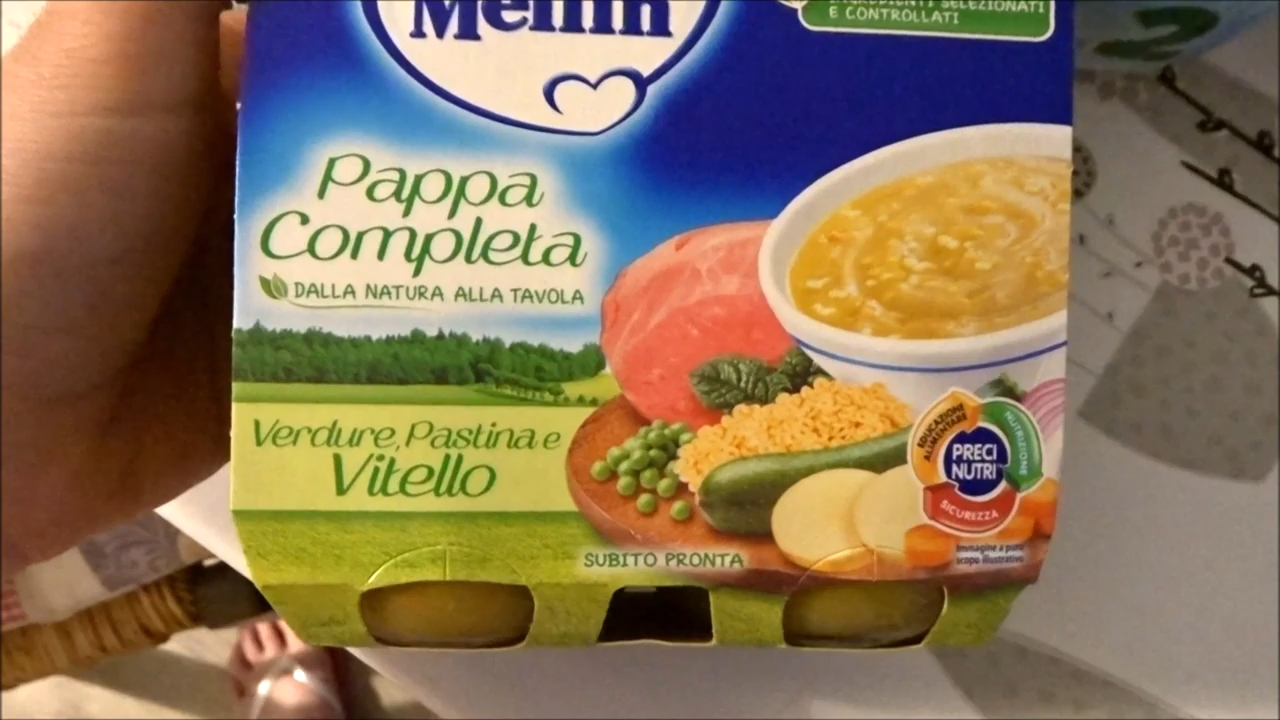 Mellin
INGREDIENTI SELEZIONATI
E CONTROLLATI
2
Pappa
Completa
DALLA NATURA ALLA TAVOLA
Verdure, Pastina e
Vitello
EDUCAZIONE
ALIMENTARE
NUTRIZIONE
PRECI
NUTRI
SICUREZZA
SUBITO PRONTA
Immagine a puro
scopo illustrativo